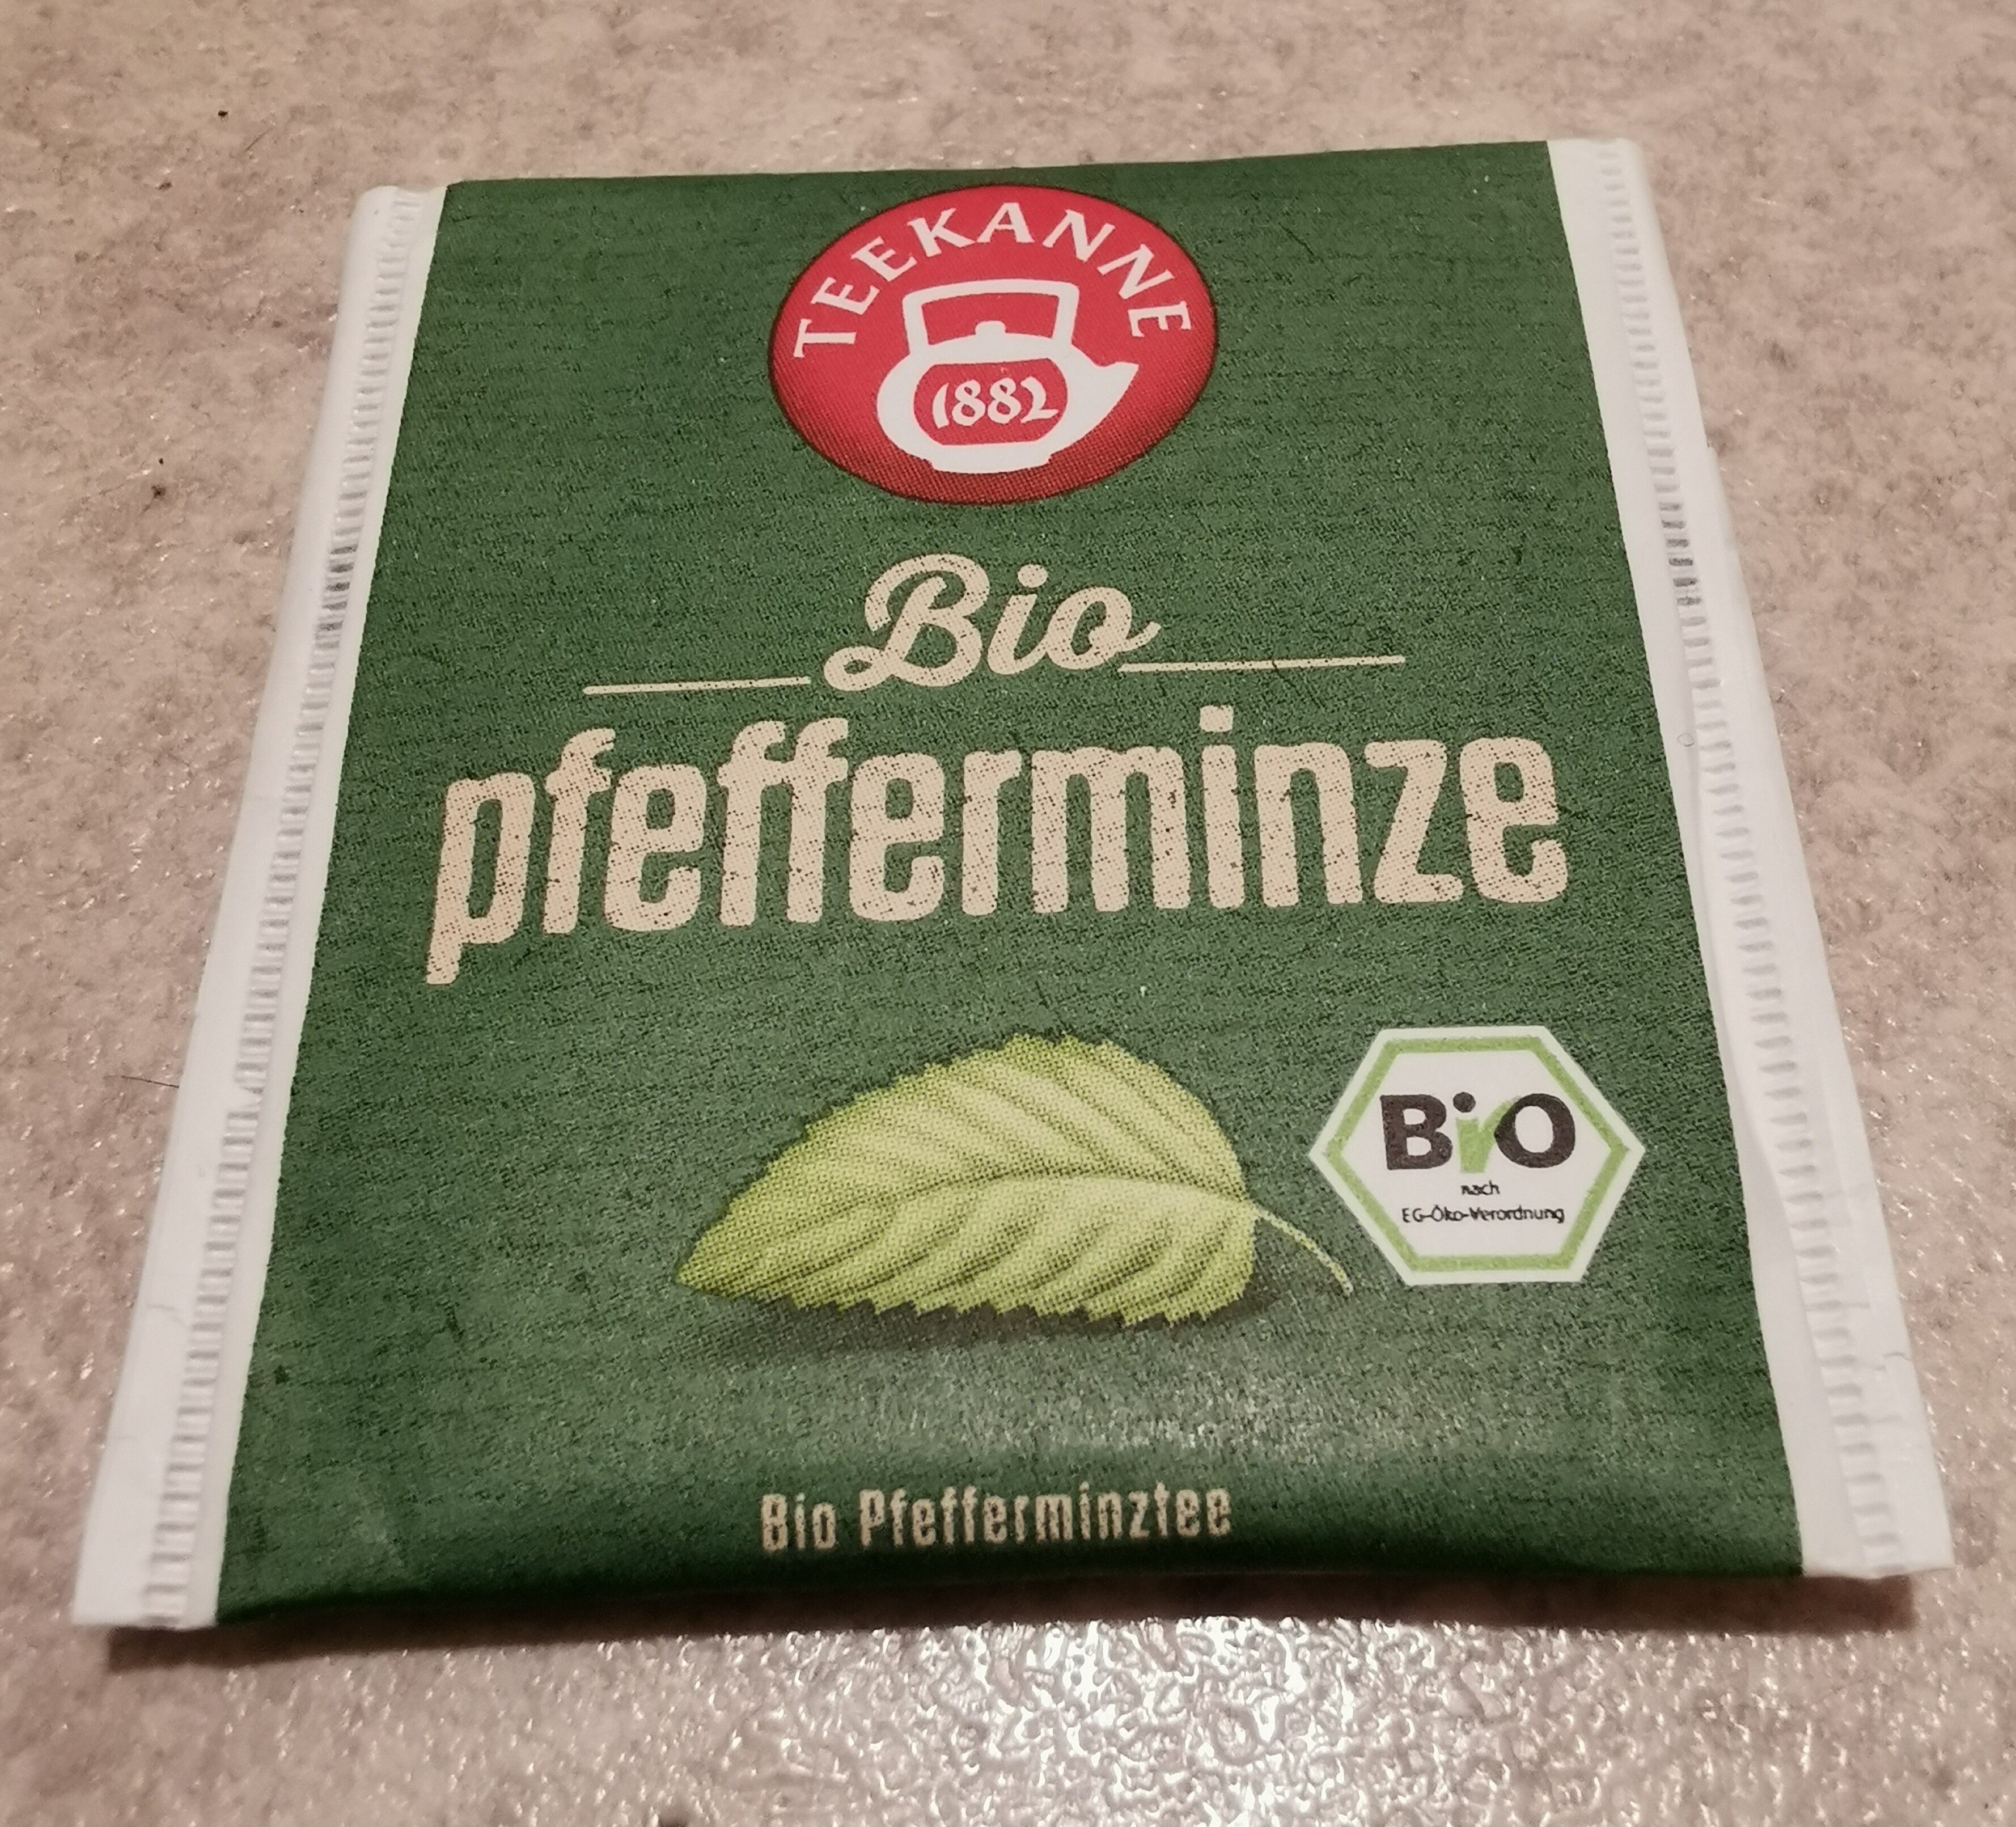 TEEKANNE
1882
Bio
pfefferminze
BiO
nach
EG-Öko-Verordnung
Bio Pfefferminztee